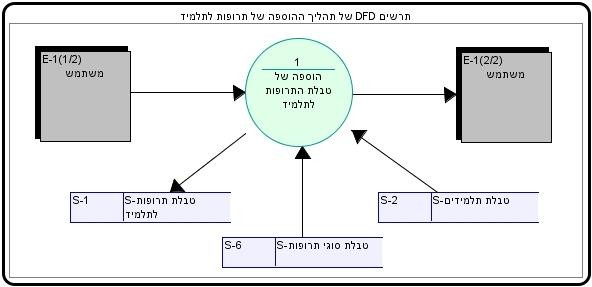 תרשים DFD של תהליך ההוספה של תרופות לתלמיד
E-1(1/2)
משתמש
1
הוספה של
טבלת התרופות
לתלמיד
E-1(2/2)
משתמש
S-1
S-טבלת תרופות
לתלמיד
S-2
S-טבלת תלמידים
S-6
S-טבלת סוגי תרופות